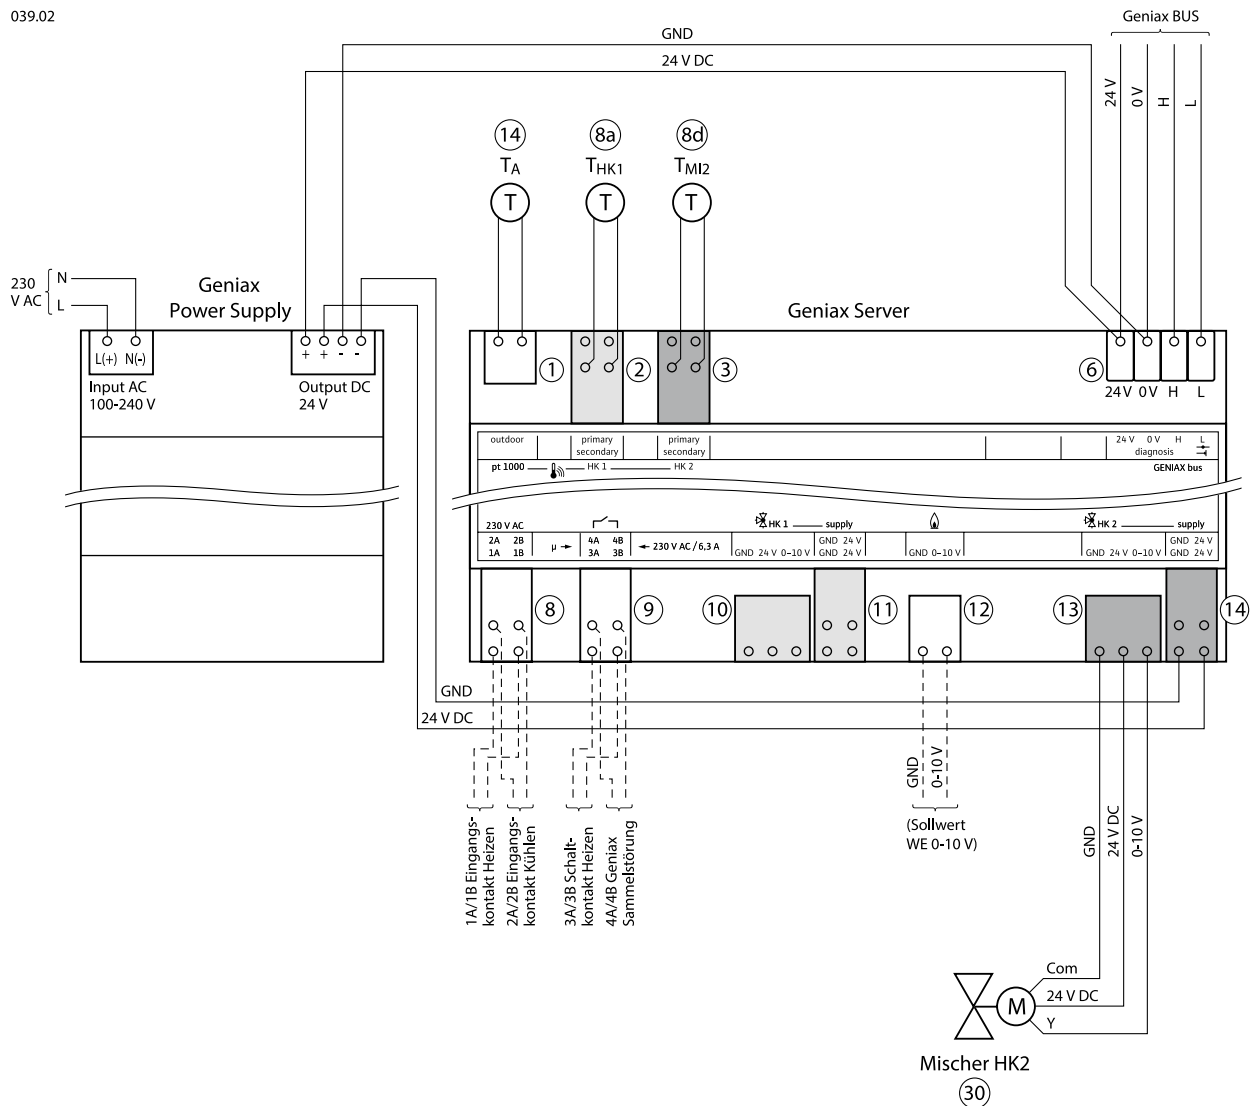 039.02
Geniax BUS
GND
24 V DC
24 V
0 V
H
L
14
TA
T
8a
THK1
T
8d
TMI2
T
230
V AC
N
L
Geniax
Power Supply
Geniax Server
L(+) N(-)
+ + - -
Input AC
100-240 V
Output DC
24 V
1
2
3
6
24 V 0 V H L
outdoor
primary
secondary
primary
secondary
24 V 0 V H L
diagnosis
pt 1000
HK 1
HK 2
GENIAX bus
230 V AC
HK 1
supply
HK 2
supply
2A 2B
1A 1B
µ
4A 4B
3A 3B
230 V AC / 6,3 A
GND 24 V 0–10 V
GND 24 V
GND 24 V
GND 0–10 V
GND 24 V 0–10 V
GND 24 V
GND 24 V
8
9
10
11
12
13
14
GND
24 V DC
1A/1B Eingangs-
kontakt Heizen
2A/2B Eingangs-
kontakt Kühlen
3A/3B Schalt-
kontakt Heizen
4A/4B Geniax
Sammelstörung
GND
0-10 V
(Sollwert
WE 0-10 V)
GND
24 V DC
0-10 V
Com
24 V DC
Y
M
Mischer HK2
30